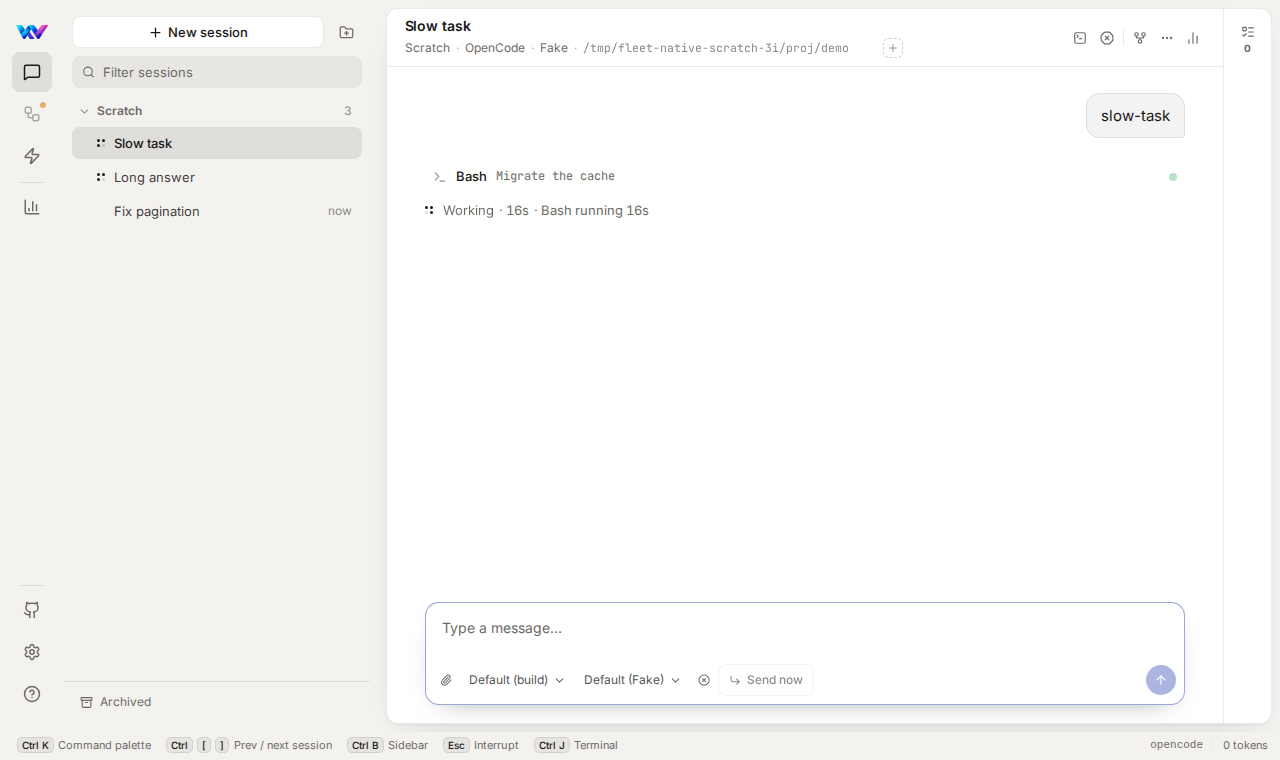 New session
Filter sessions
Scratch 3
Slow task
Long answer
Fix pagination now
Archived
Slow task
Scratch · OpenCode · Fake · /tmp/fleet-native-scratch-3i/proj/demo
0
slow-task
Bash Migrate the cache
Working · 16s · Bash running 16s
Type a message...
Default (build) Default (Fake) Send now
Ctrl K Command palette Ctrl [ ] Prev / next session Ctrl B Sidebar Esc Interrupt Ctrl J Terminal opencode 0 tokens